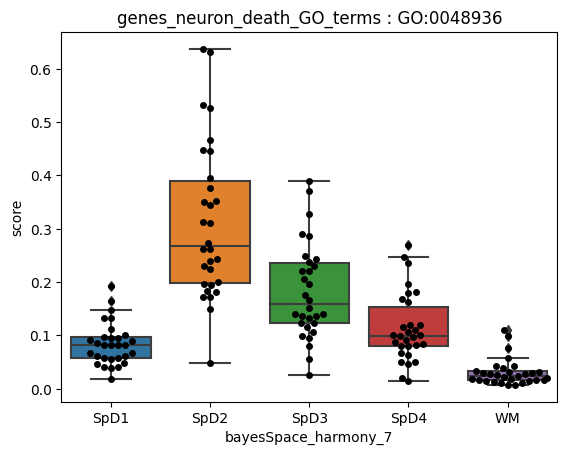 genes_neuron_death_GO_terms : GO:0048936
score
0.6
0.5
0.4
0.3
0.2
0.1
0.0
SpD1 SpD2 SpD3 SpD4 WM
bayesSpace_harmony_7